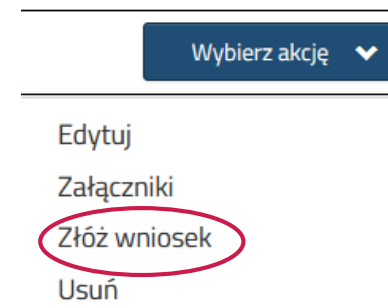 Wybierz akcję
Edytuj
Załączniki
Złóż wniosek
Usuń